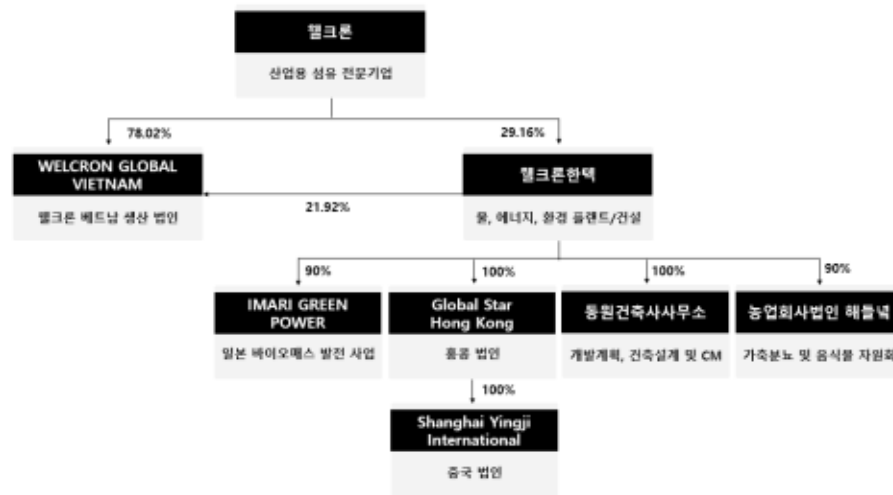 웰크론
산업용 섬유 전문기업
78.02%
29.16%
WELCRON GLOBAL
VIETNAM
웰크론 베트남 생산 법인
웰크론한텍
물, 에너지, 환경 플랜트/건설
21.92%
90%
100%
100%
90%
IMARI GREEN
POWER
일본 바이오매스 발전 사업
Global Star
Hong Kong
홍콩 법인
동원건축사사무소
개발계획, 건축설계 및 CM
농업회사법인 해들녘
가축분뇨 및 음식물 자원화
100%
Shanghai Yingji
International
중국 법인